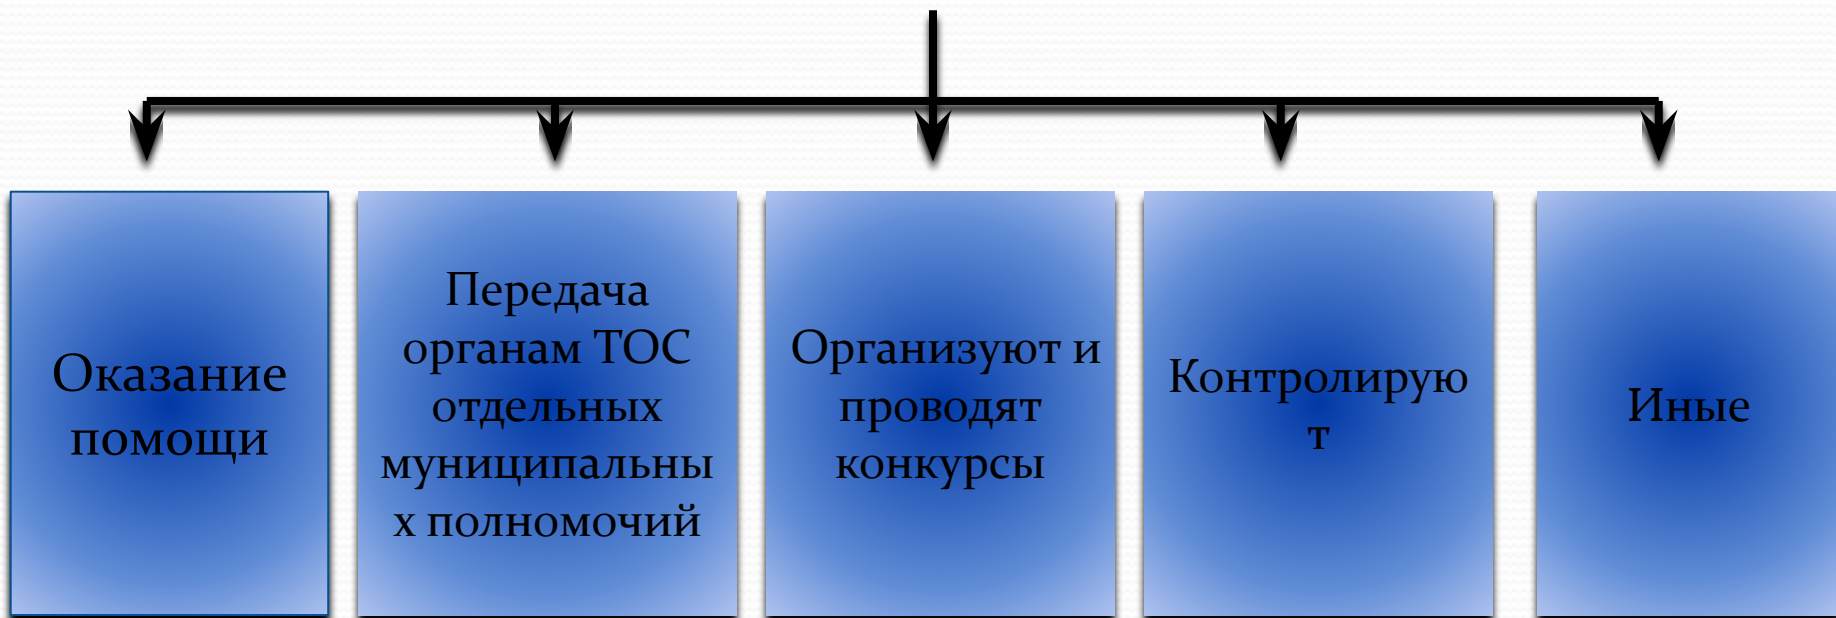 Оказание
помощи
Передача
органам ТОС
отдельных
муниципальны
х полномочий
Организуют и
проводят
конкурсы
Контролирую
т
Иные